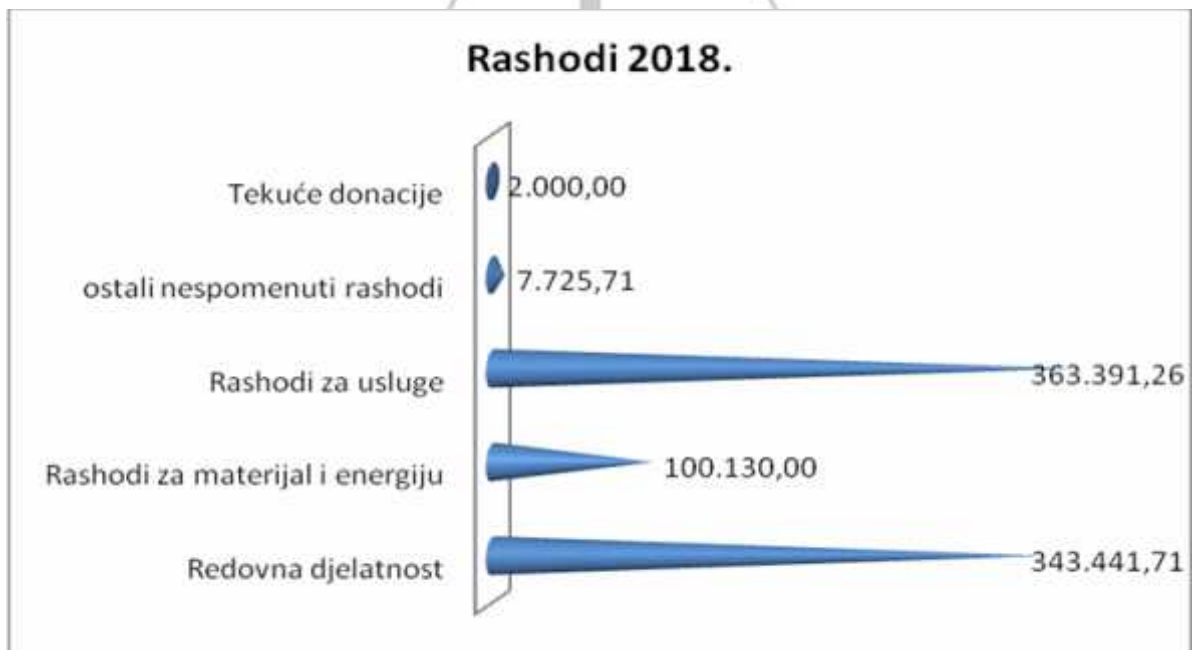 Rashodi 2018.
Tekuće donacije 2.000,00
ostali nespomenuti rashodi 7.725,71
Rashodi za usluge 363.391,26
Rashodi za materijal i energiju 100.130,00
Redovna djelatnost 343.441,71